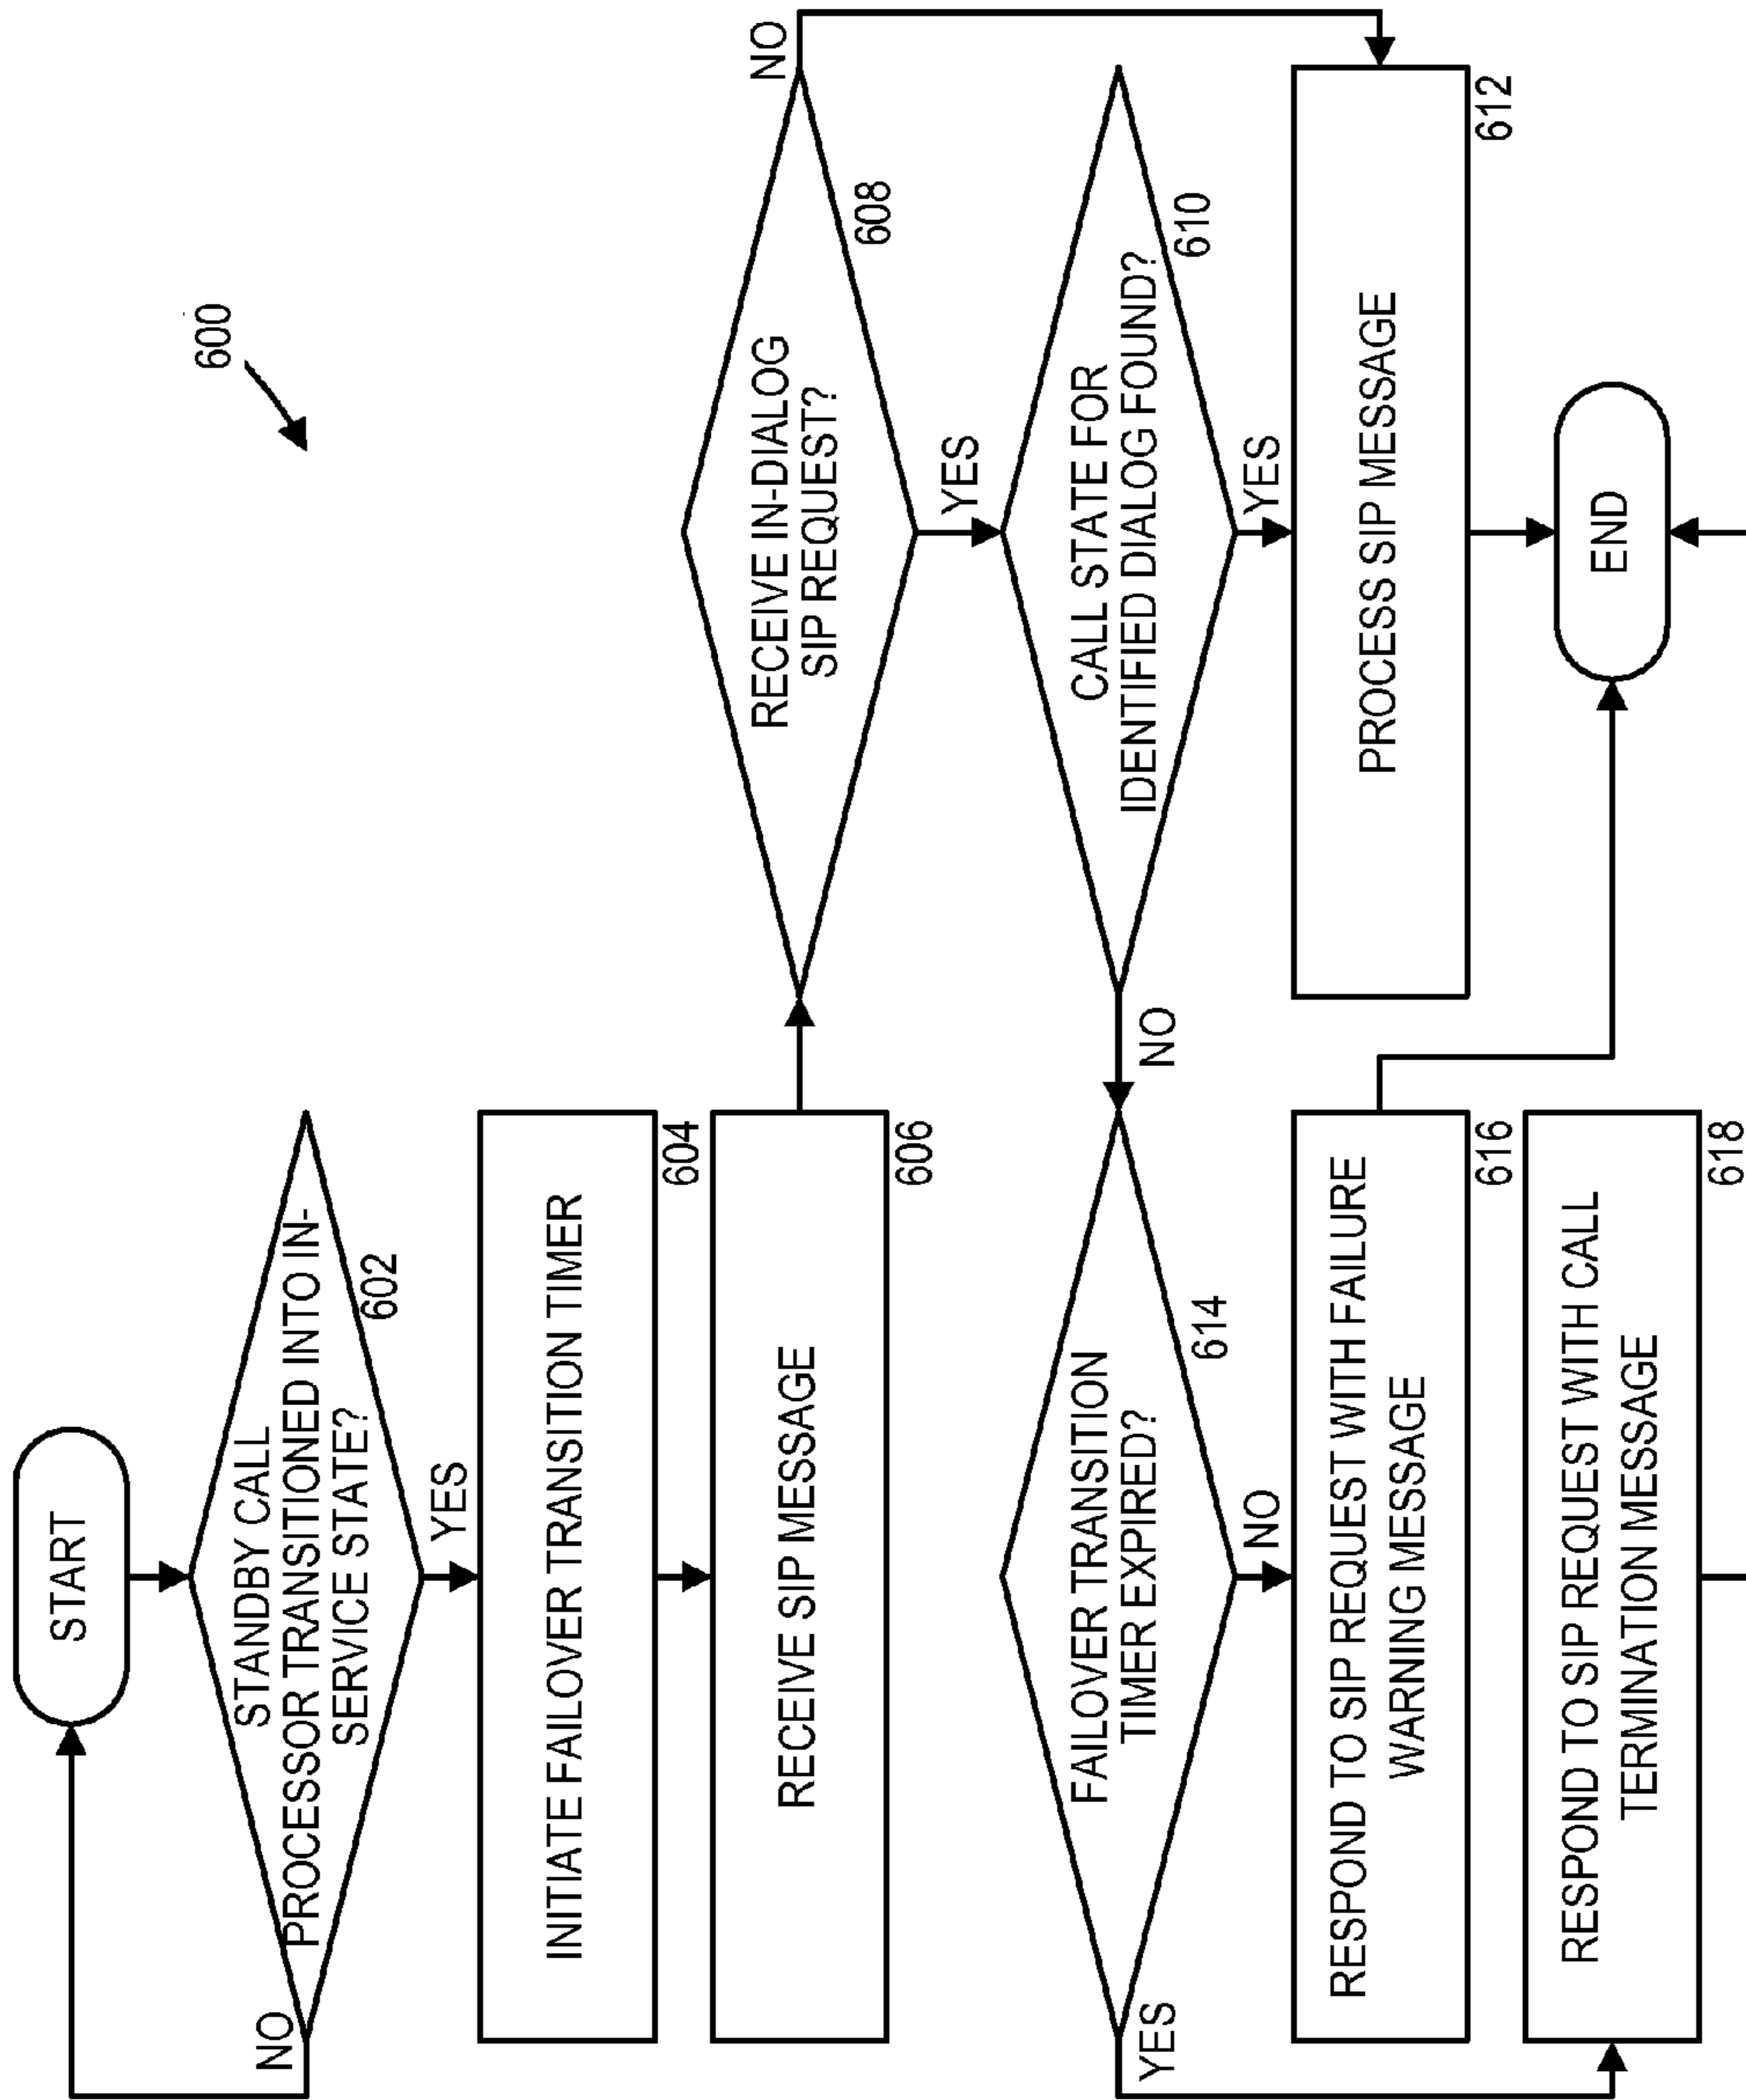 600
START
STANDBY CALL
PROCESSOR TRANSITIONED INTO IN-
SERVICE STATE?
602
NO
YES
INITIATE FAILOVER TRANSITION TIMER
604
RECEIVE SIP MESSAGE
606
RECEIVE IN-DIALOG
SIP REQUEST?
608
NO
YES
CALL STATE FOR
IDENTIFIED DIALOG FOUND?
610
NO
YES
PROCESS SIP MESSAGE
612
FAILOVER TRANSITION
TIMER EXPIRED?
614
YES
NO
RESPOND TO SIP REQUEST WITH FAILURE
WARNING MESSAGE
616
RESPOND TO SIP REQUEST WITH CALL
TERMINATION MESSAGE
618
END